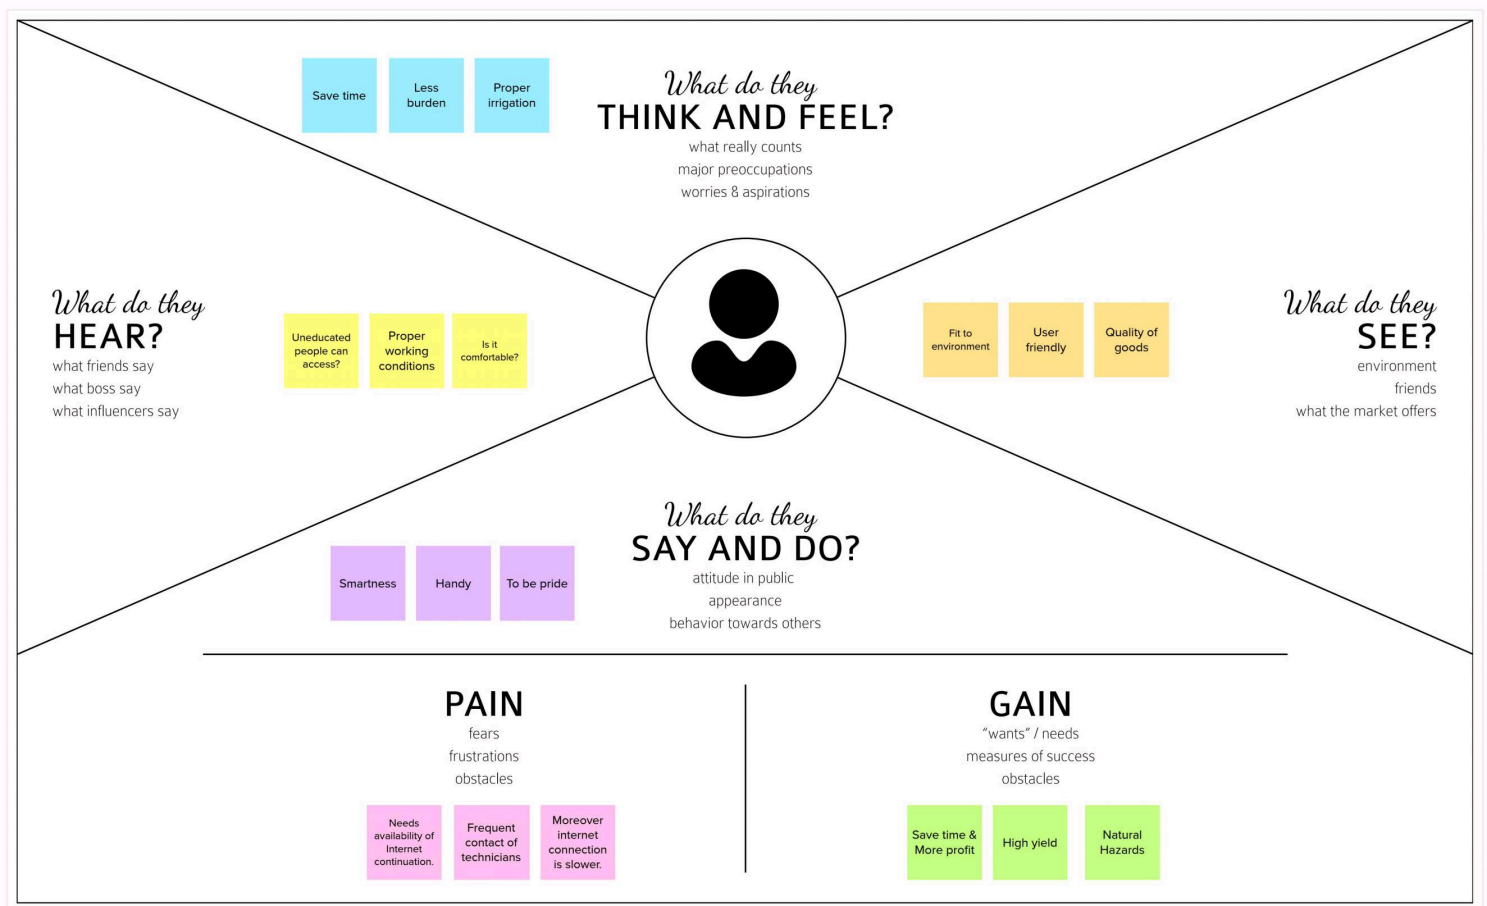 Save time
Less
burden
Proper
irrigation
What do they
THINK AND FEEL?
what really counts
major preoccupations
worries & aspirations
What do they
HEAR?
what friends say
what boss say
what influencers say
Uneducated
people can
access?
Proper
working
conditions
Is it
comfortable?
Fit to
environment
User
friendly
Quality of
goods
What do they
SEE?
environment
friends
what the market offers
What do they
SAY AND DO?
attitude in public
appearance
behavior towards others
Smartness
Handy
To be pride
PAIN
fears
frustrations
obstacles
Needs
availability of
Internet
continuation.
Frequent
contact of
technicians
Moreover
internet
connection
is slower.
GAIN
"wants" / needs
measures of success
obstacles
Save time &
More profit
High yield
Natural
Hazards